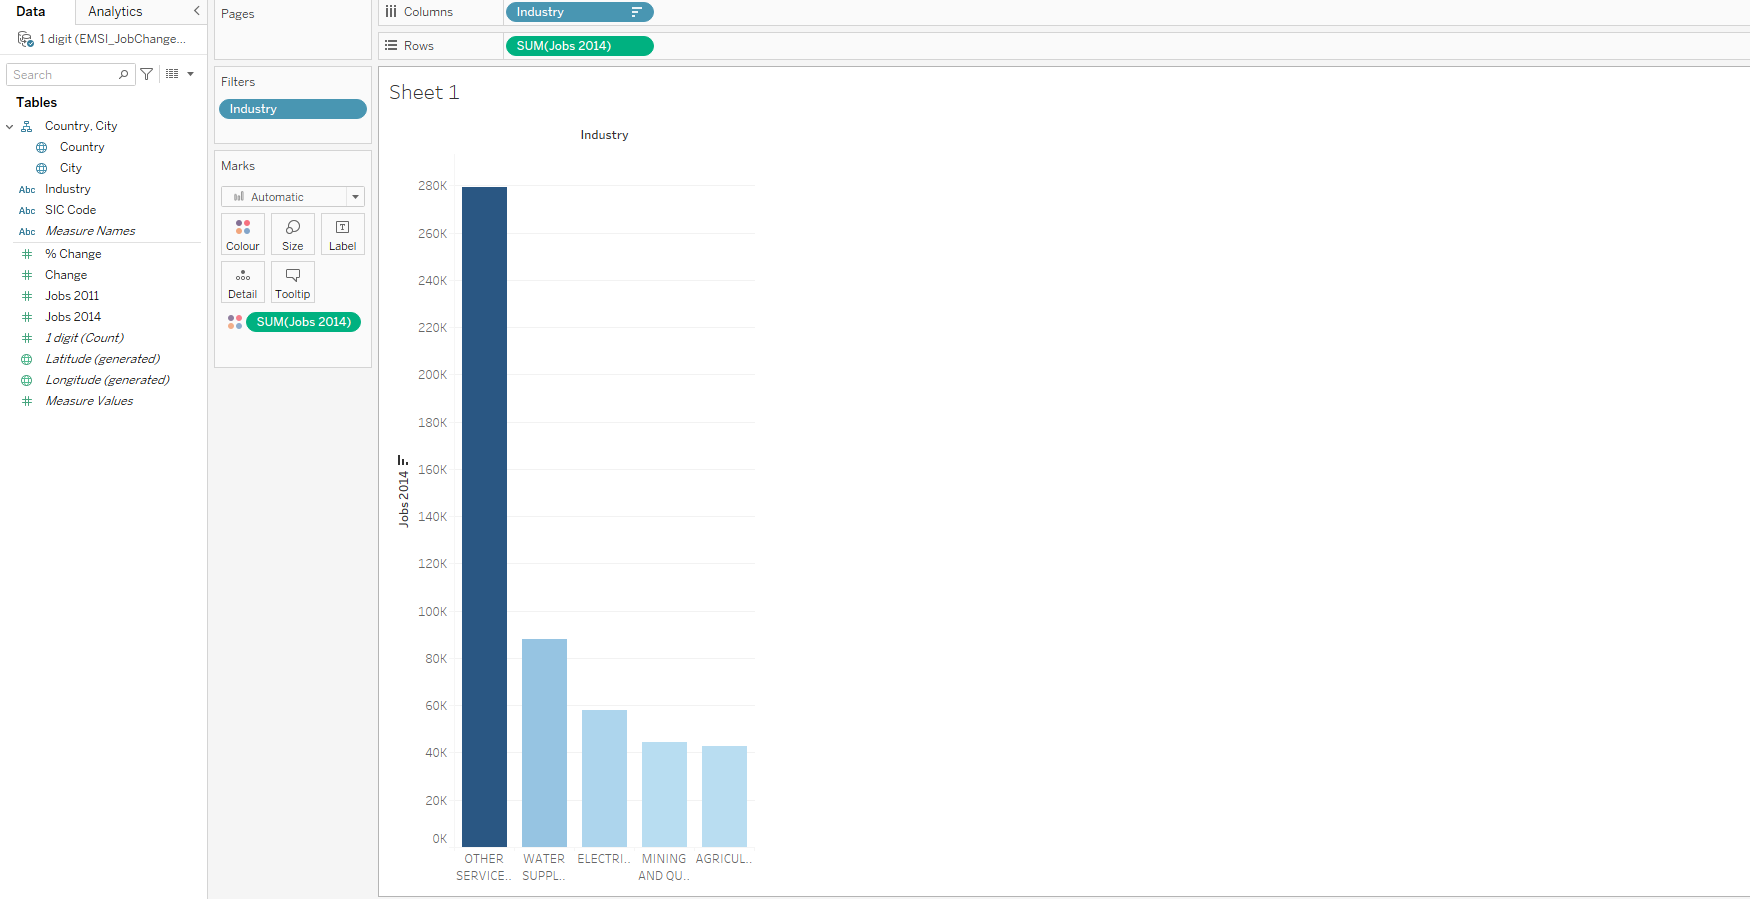 Data
Analytics
1 digit (EMSI_JobChange...
Search
Tables
Country, City
Country
City
Abc Industry
Abc SIC Code
Abc Measure Names
% Change
Change
Jobs 2011
Jobs 2014
1 digit (Count)
Latitude (generated)
Longitude (generated)
Measure Values
Pages
Filters
Industry
Marks
Automatic
Colour Size Label
Detail Tooltip
SUM(Jobs 2014)
Columns Industry
Rows SUM(Jobs 2014)
Sheet 1
Industry
280K
260K
240K
220K
200K
180K
160K
140K
120K
100K
80K
60K
40K
20K
0K
Jobs 2014
OTHER WATER ELECTRI.. MINING AGRICUL..
SERVICE.. SUPPL.. AND QU..